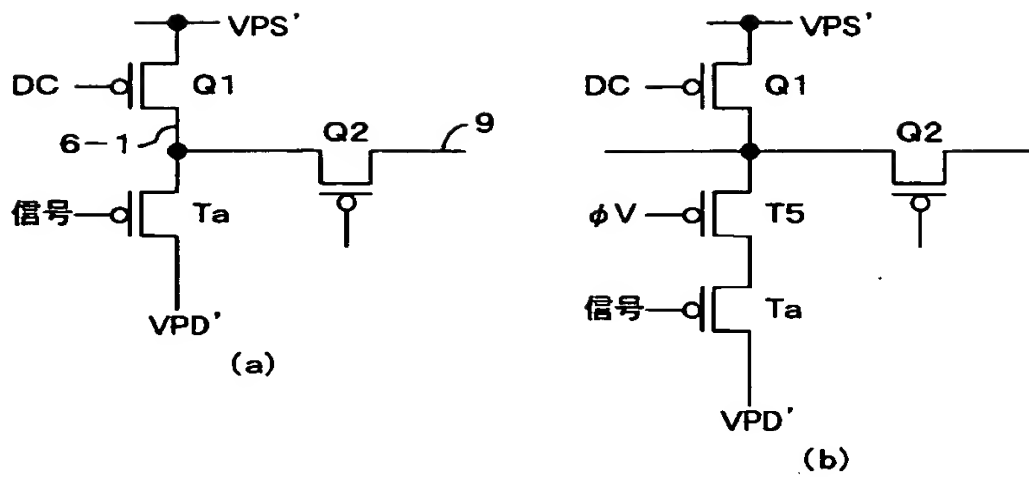 VPS'
DC
Q1
6-1
Q2
9
信号
Ta
VPD'
(a)
VPS'
DC
Q1
Q2
φV
T5
信号
Ta
VPD'
(b)